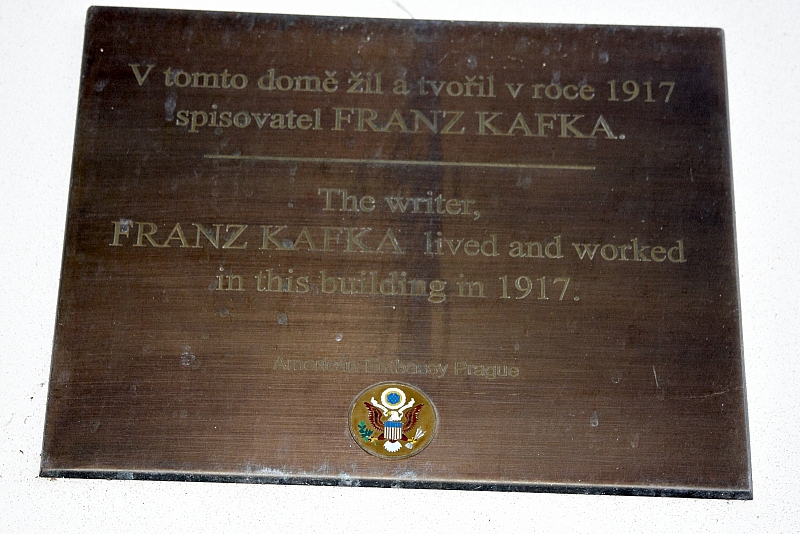 V tomto domě žil a tvořil v roce 1917
spisovatel FRANZ KAFKA.
The writer,
FRANZ KAFKA lived and worked
in this building in 1917.
American Embassy Prague